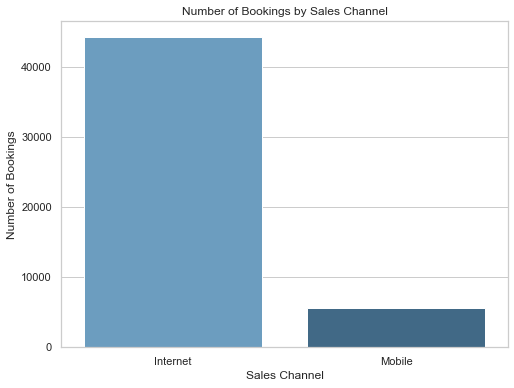 Number of Bookings by Sales Channel
Number of Bookings
40000
30000
20000
10000
0
Internet
Mobile
Sales Channel